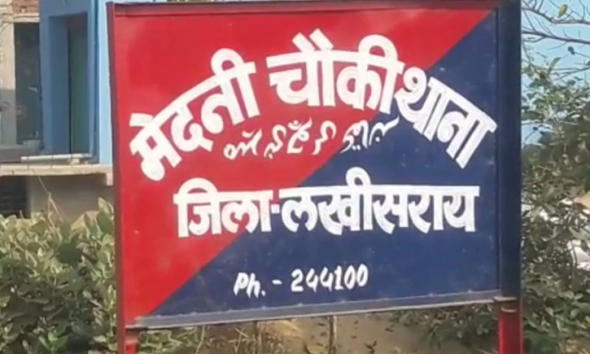 मेदनी चौकी थाना
जिला-लखीसराय
Ph. - 244100